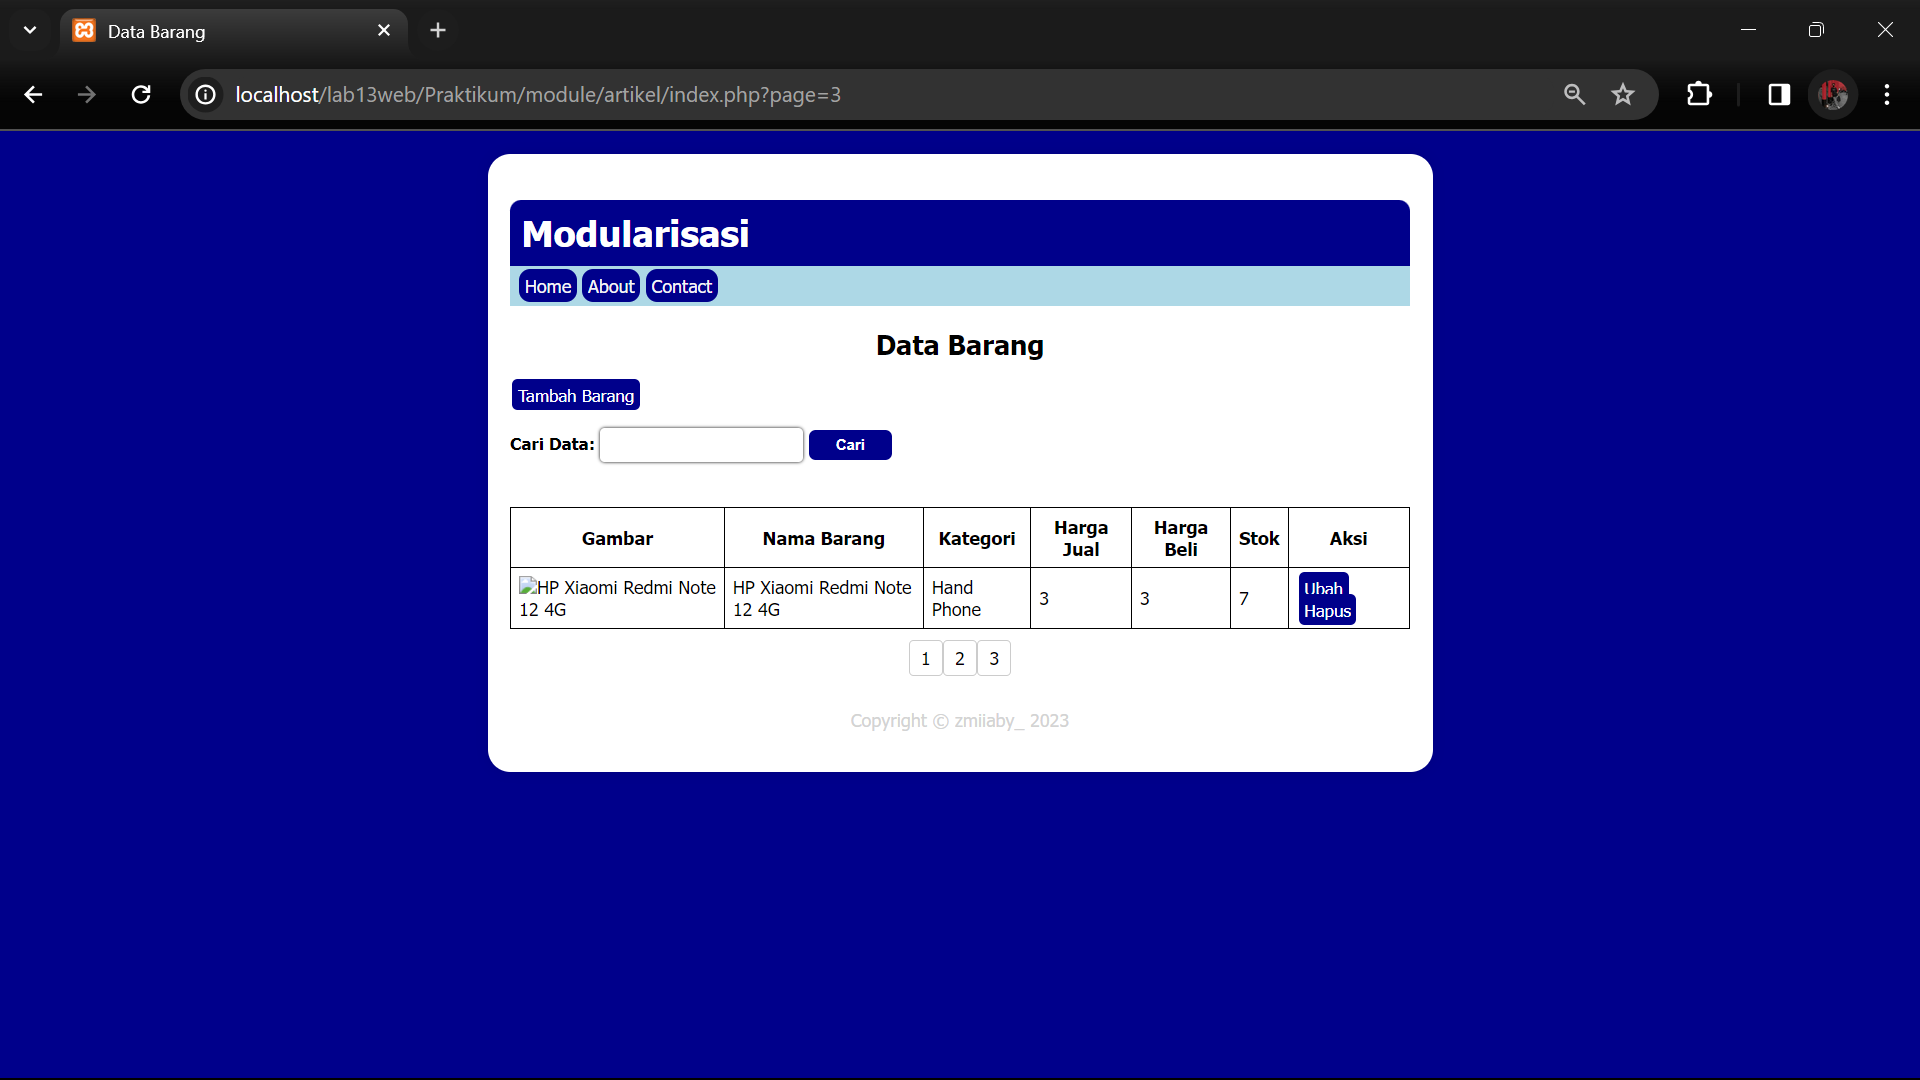 Data Barang
localhost/lab13web/Praktikum/module/artikel/index.php?page=3
Modularisasi
Home About Contact
Data Barang
Tambah Barang
Cari Data: Cari
Gambar Nama Barang Kategori Harga Jual Harga Beli Stok Aksi
HP Xiaomi Redmi Note HP Xiaomi Redmi Note Hand 3 3 7 Ubah
12 4G 12 4G Phone Hapus
1 2 3
Copyright © zmiiaby_ 2023